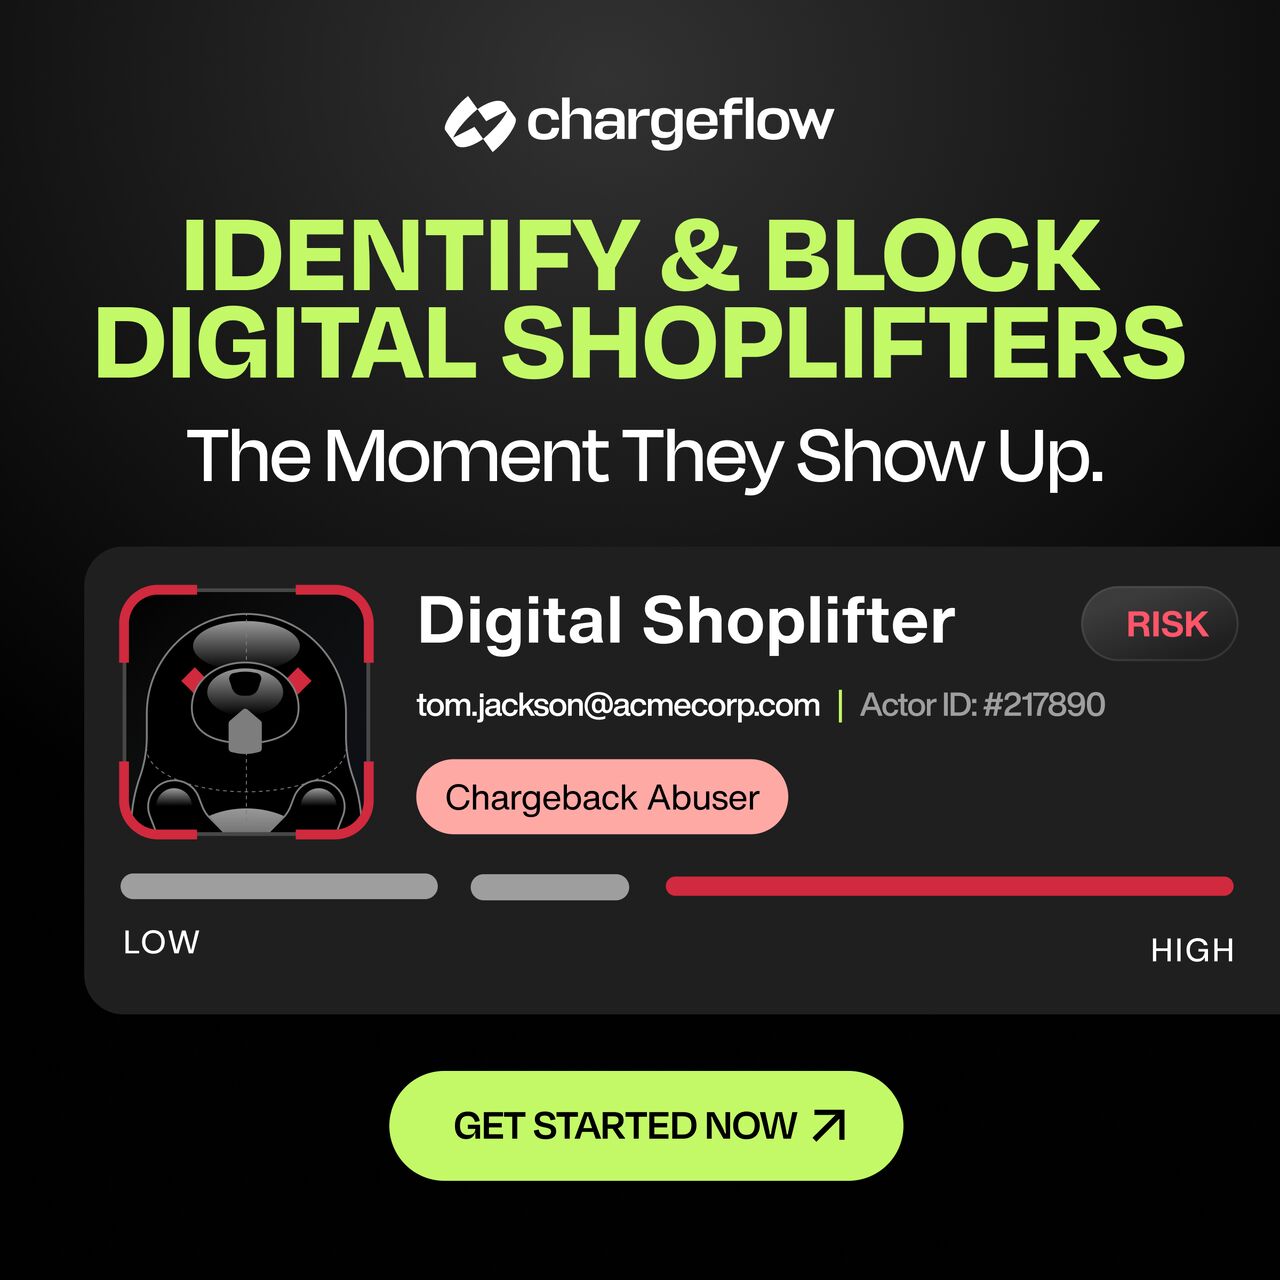 chargeflow
IDENTIFY & BLOCK
DIGITAL SHOPLIFTERS
The Moment They Show Up.
Digital Shoplifter
RISK
tom.jackson@acmecorp.com | Actor ID: #217890
Chargeback Abuser
LOW
HIGH
GET STARTED NOW